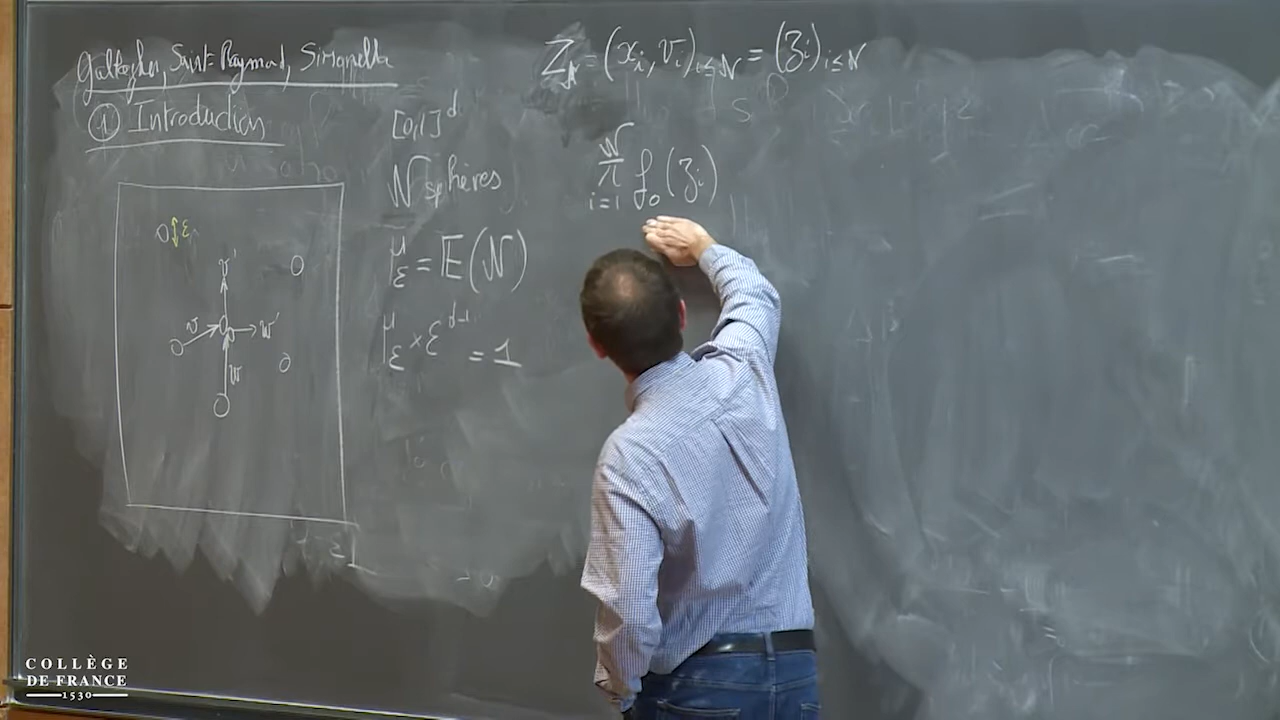 Gallagher, Saint-Raymond, Simonella
① Introduction
[0,1]^d
N sphères
μ_ε = E(N)
μ_ε × ε^{d-1} = 1
Z_N = (x_i, v_i)_{i≤N} = (z_i)_{i≤N}
∏_{i=1}^N f_0(z_i)
ε
v'
v
w'
w
COLLÈGE
DE FRANCE
1530